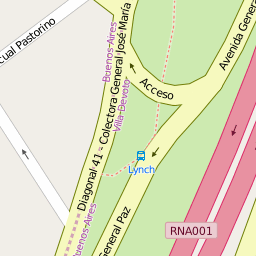 cual Pastorino
Buenos-Aires
Villa-Devoto
Diagonal 41 - Colectora General José María
Avenida General
Acceso
Lynch
General Paz
Buenos-Aires
RNA001